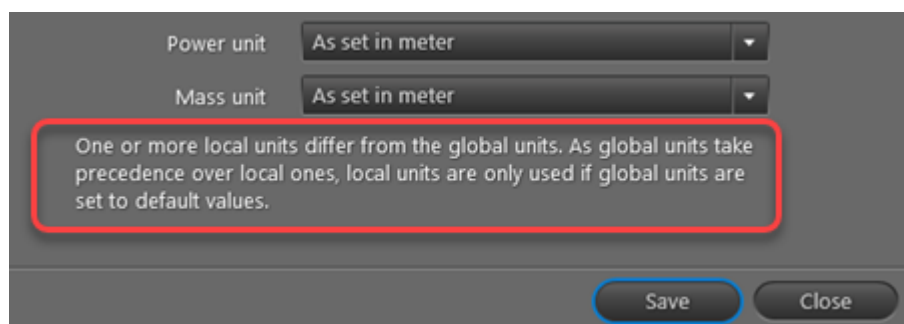 Power unit As set in meter
Mass unit As set in meter
One or more local units differ from the global units. As global units take
precedence over local ones, local units are only used if global units are
set to default values.
Save Close